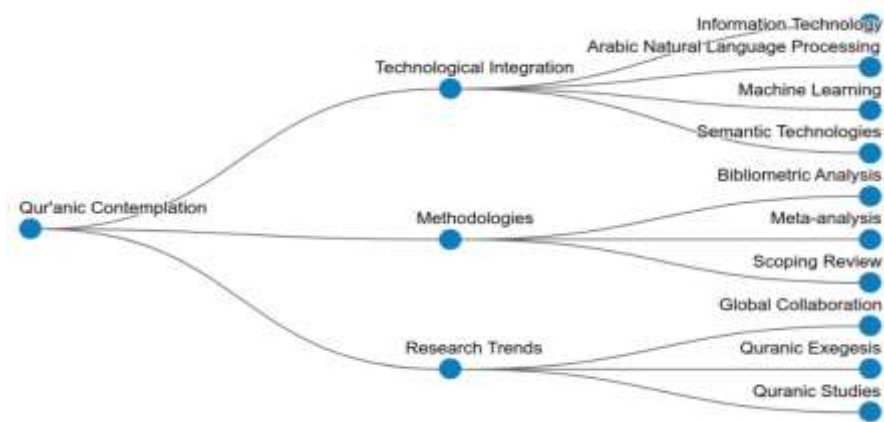 Information Technology
Arabic Natural Language Processing
Technological Integration
Machine Learning
Semantic Technologies
Bibliometric Analysis
Qur'anic Contemplation
Methodologies
Meta-analysis
Scoping Review
Global Collaboration
Research Trends
Quranic Exegesis
Quranic Studies